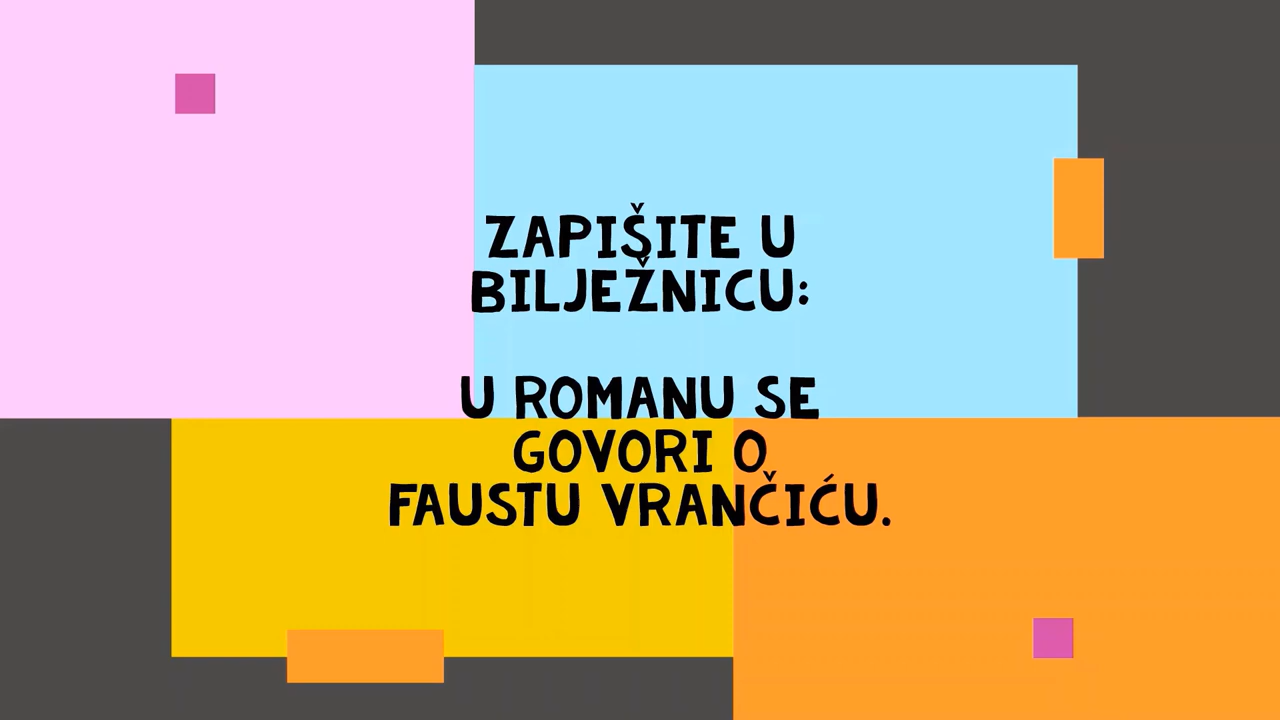 ZAPIŠITE U
BILJEŽNICU:
U ROMANU SE
GOVORI O
FAUSTU VRANČIĆU.